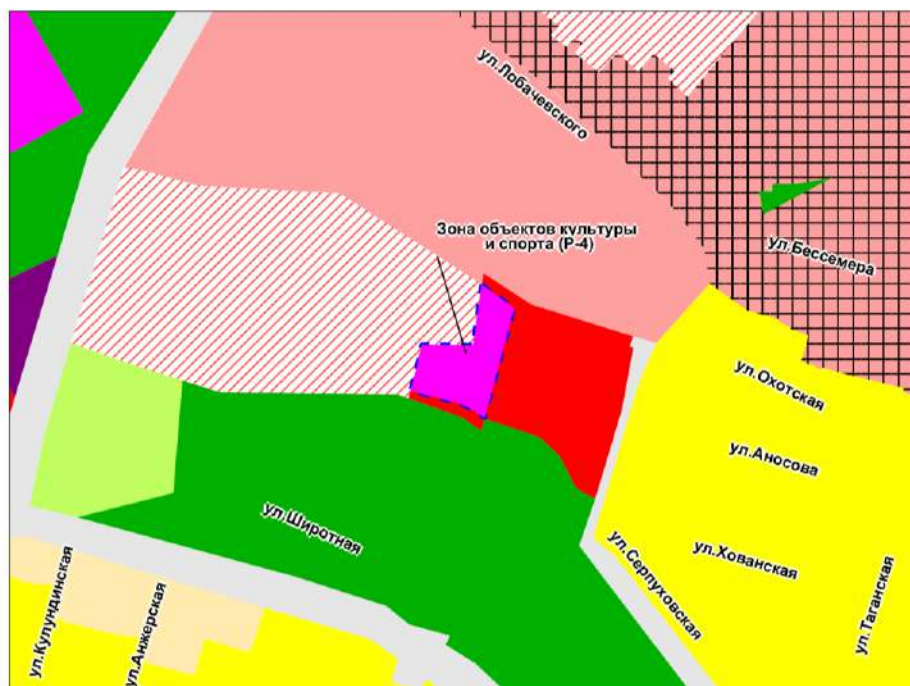 ул.Лобачевского
Зона объектов культуры
и спорта (Р-4)
ул.Бессемера
ул.Охотская
ул.Аносова
ул.Широтная
ул.Хованская
ул.Серпуховская
ул.Таганская
ул.Кулундинская
ул.Анжерская